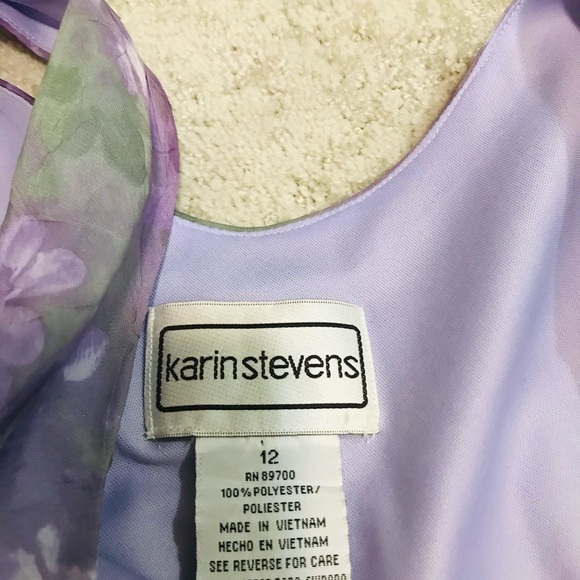 karinstevens
12
RN 89700
100% POLYESTER/
POLIESTER
MADE IN VIETNAM
HECHO EN VIETNAM
SEE REVERSE FOR CARE